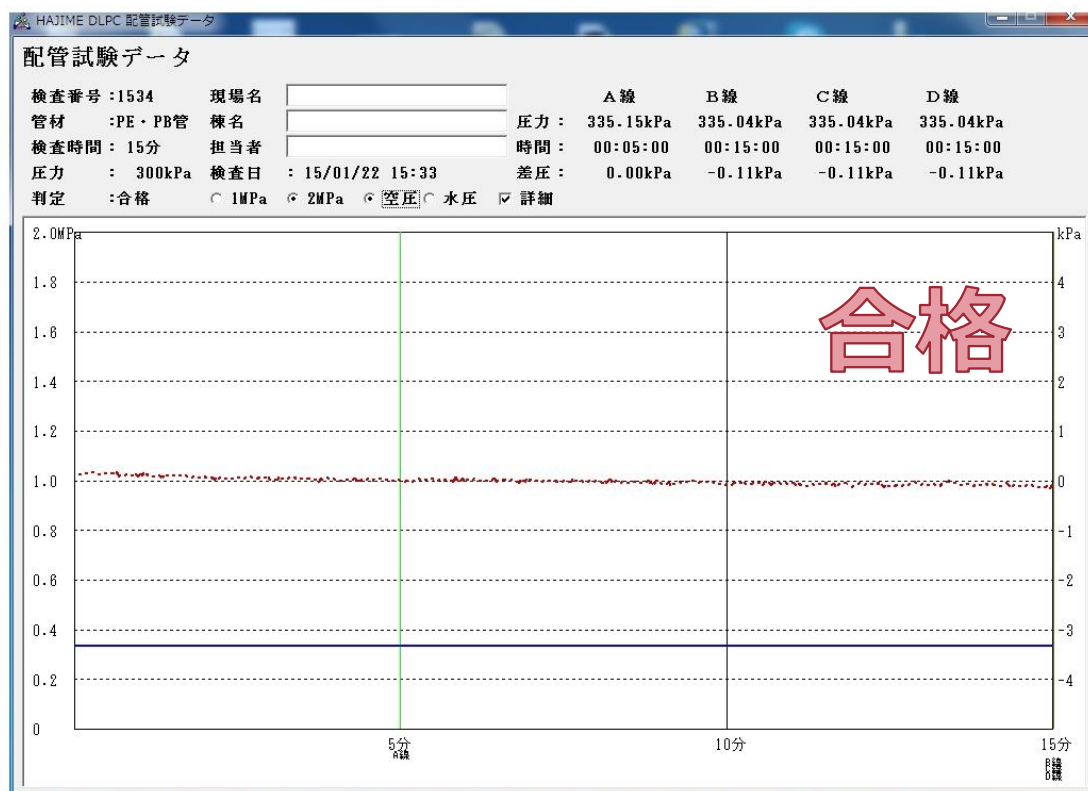 HAJIME DLPC 配管試験データ
配管試験データ
検査番号 :1534 現場名 A線 B線 C線 D線
管材 :PE・PB管 棟名 圧力： 335.15kPa 335.04kPa 335.04kPa 335.04kPa
検査時間： 15分 担当者 時間： 00:05:00 00:15:00 00:15:00 00:15:00
圧力 ： 300kPa 検査日 : 15/01/22 15:33 差圧： 0.00kPa -0.11kPa -0.11kPa -0.11kPa
判定 :合格 1MPa 2MPa 空圧 水圧 詳細
2.0MPa kPa
1.8 4
合格
1.6 3
1.4 2
1.2 1
1.0 0
0.8 -1
0.6 -2
0.4 -3
0.2 -4
0
5分 10分 15分
A線